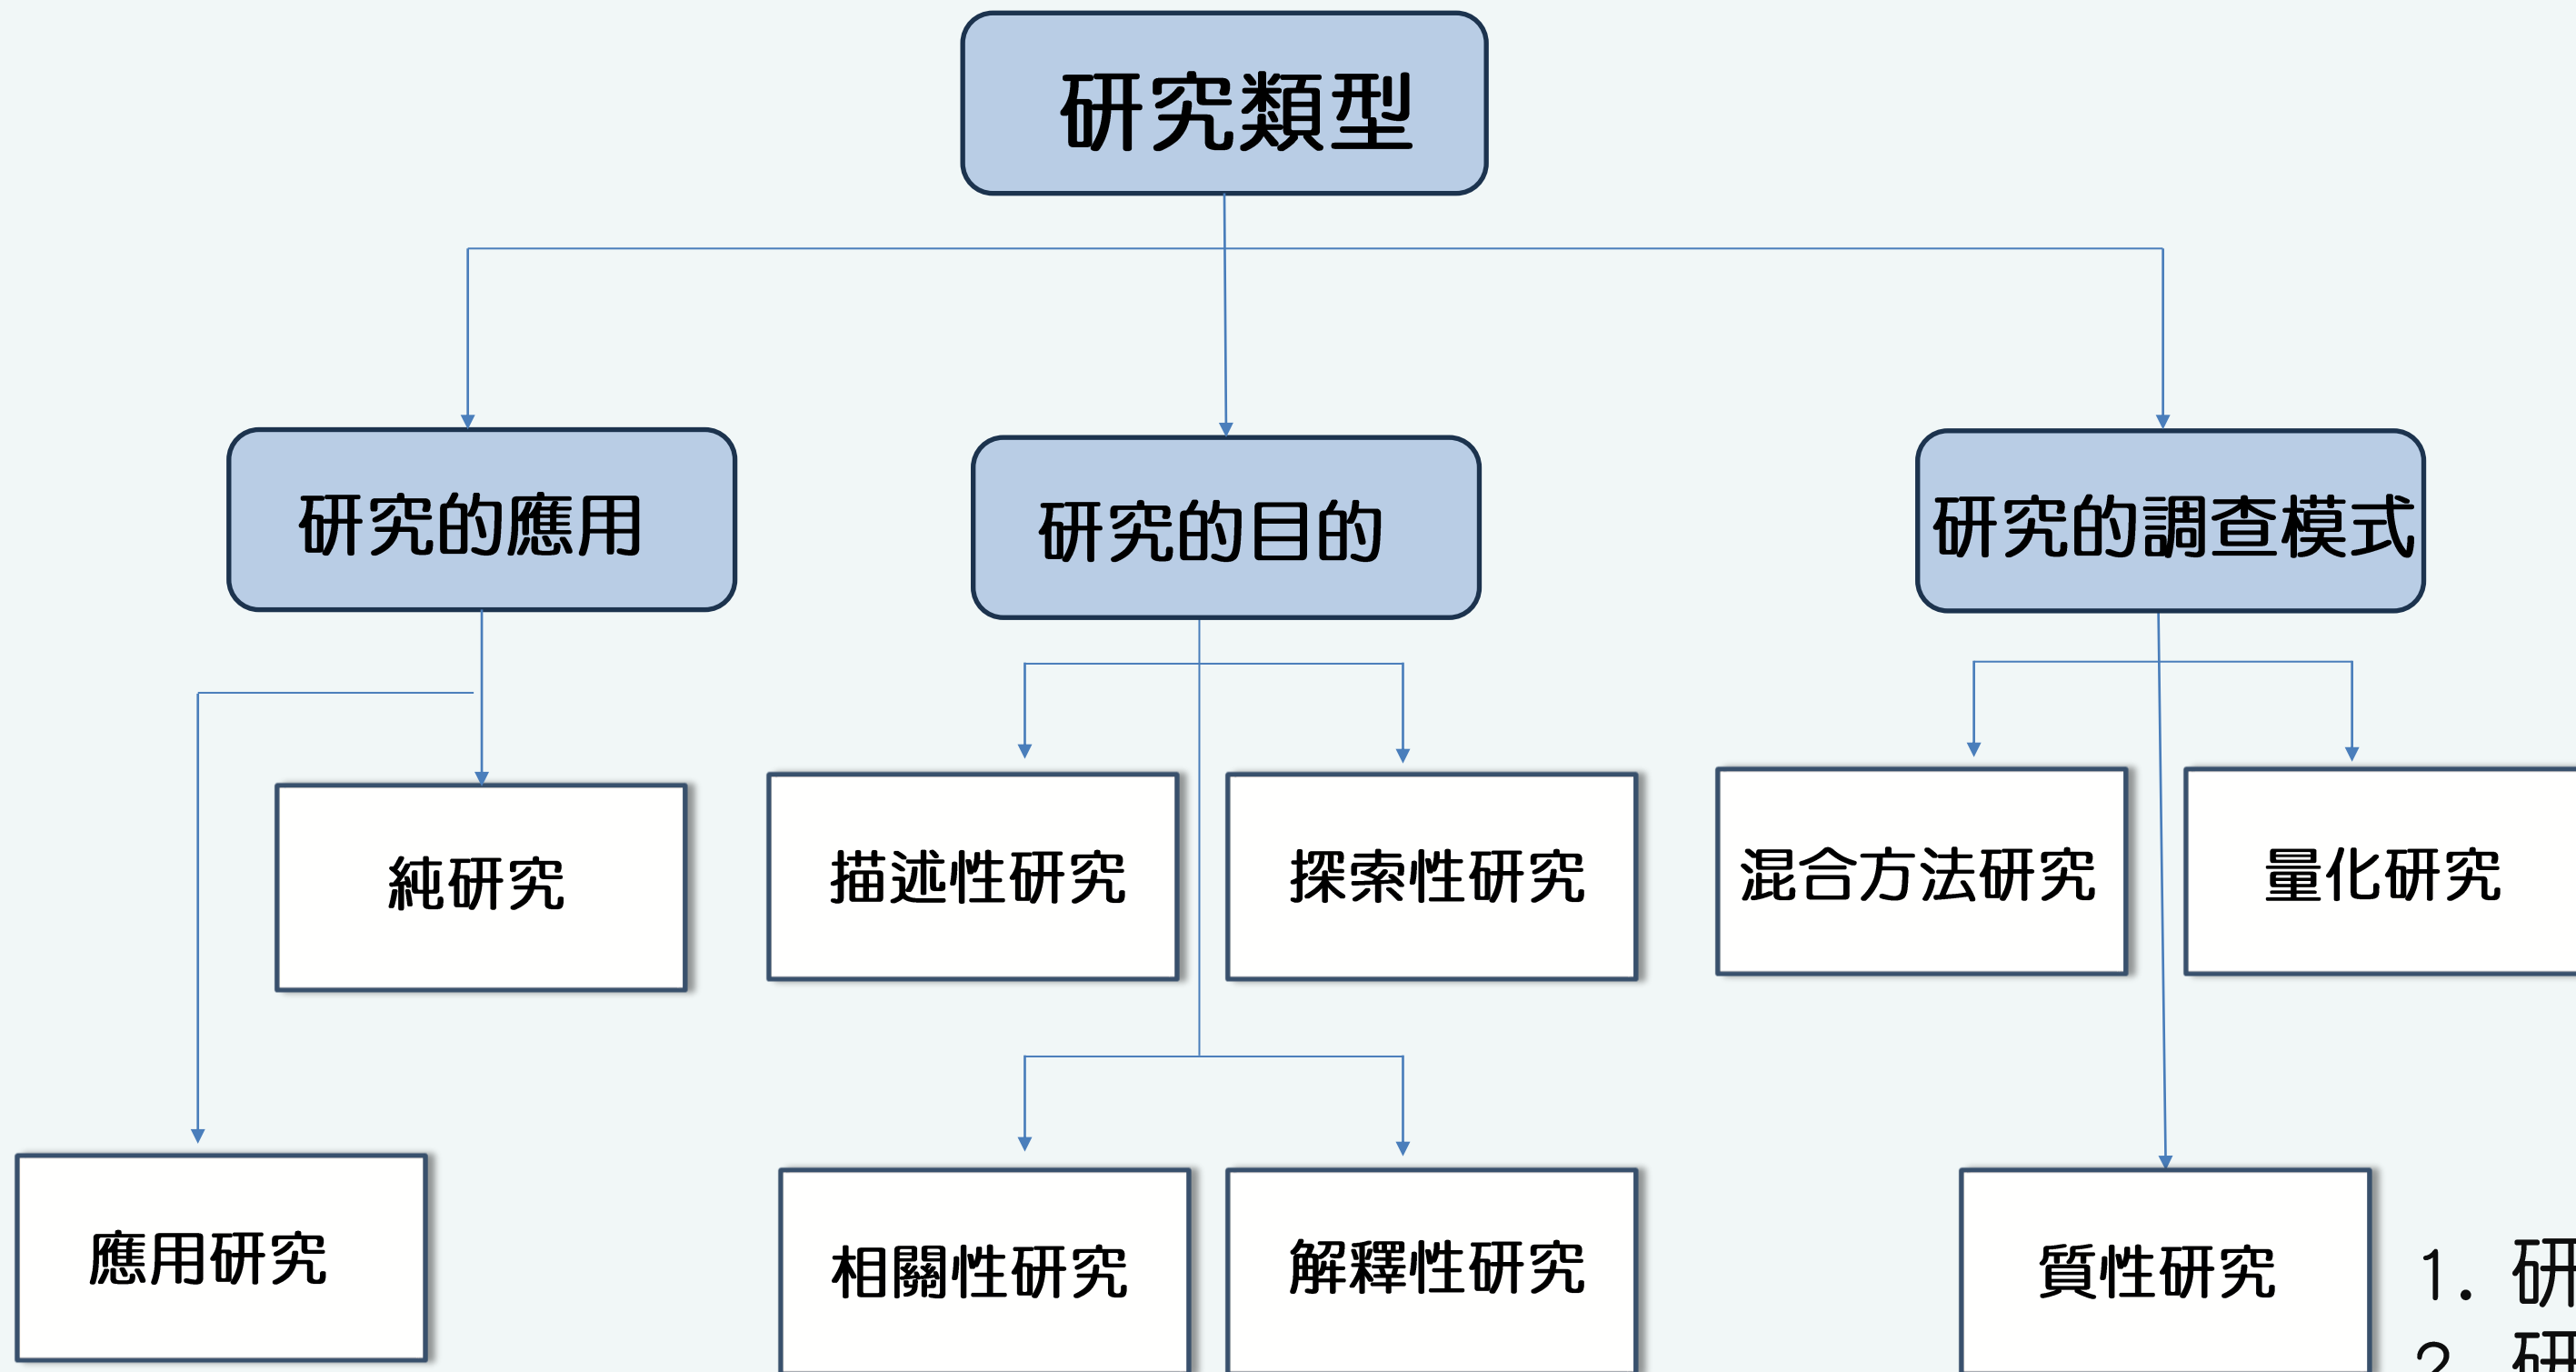 研究類型
研究的應用
研究的目的
研究的調查模式
純研究
描述性研究
探索性研究
混合方法研究
量化研究
應用研究
相關性研究
解釋性研究
質性研究
1. 研
2. 研